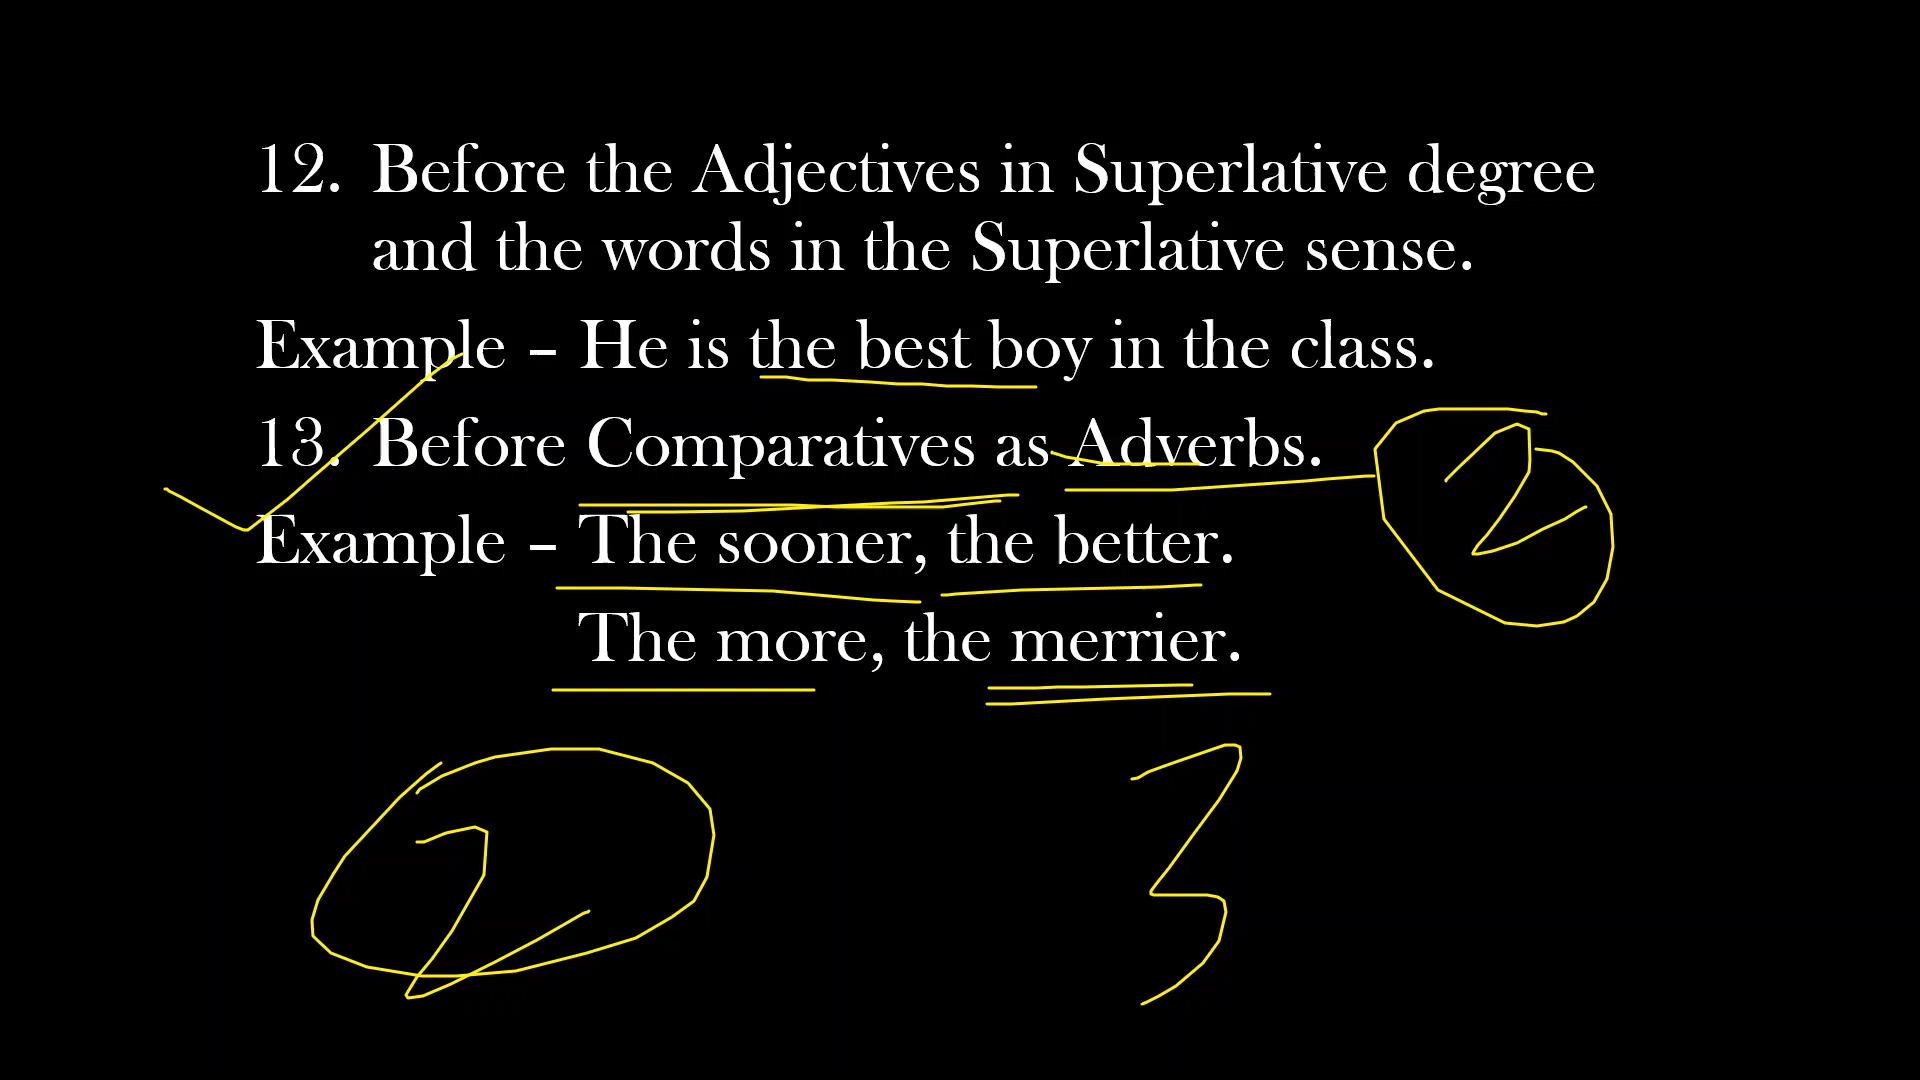 12. Before the Adjectives in Superlative degree
and the words in the Superlative sense.
Example – He is the best boy in the class.
13. Before Comparatives as Adverbs.
Example – The sooner, the better.
The more, the merrier.
2
2
3